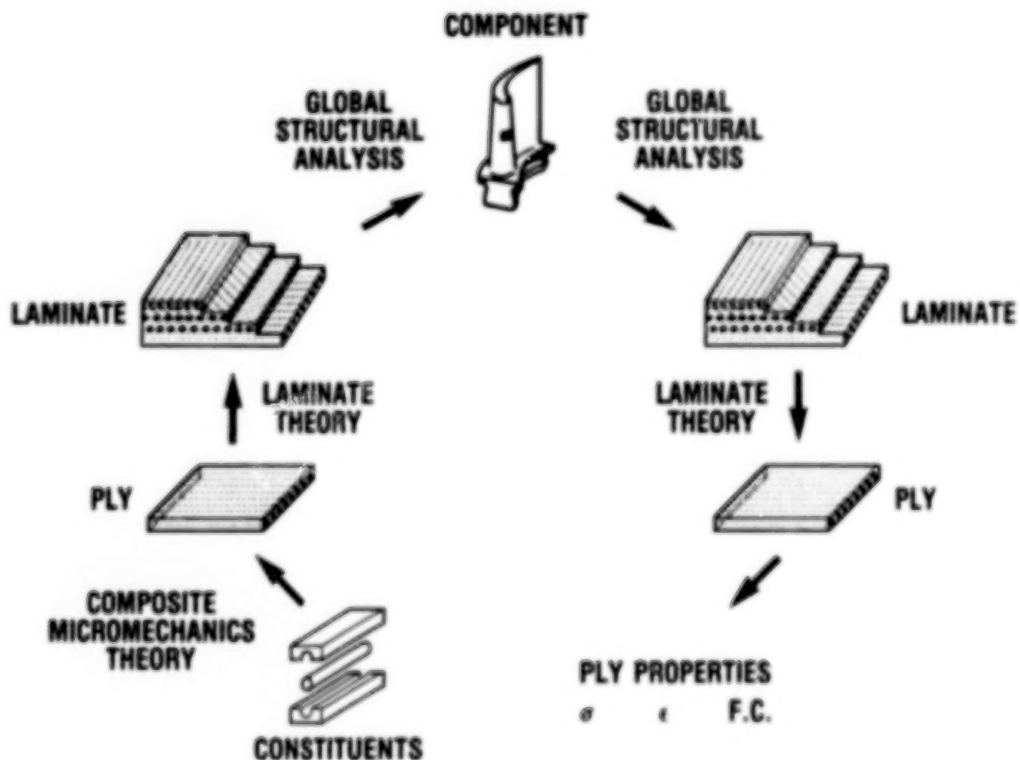 COMPONENT
GLOBAL
STRUCTURAL
ANALYSIS
GLOBAL
STRUCTURAL
ANALYSIS
LAMINATE
LAMINATE
LAMINATE
THEORY
LAMINATE
THEORY
PLY
PLY
COMPOSITE
MICROMECHANICS
THEORY
CONSTITUENTS
PLY PROPERTIES
σ ϵ F.C.